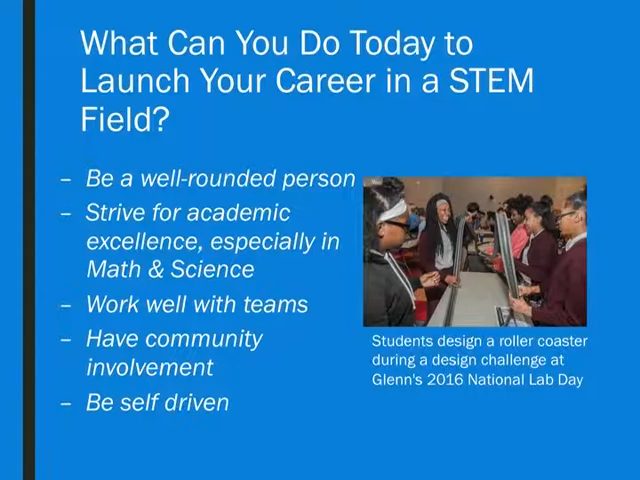 What Can You Do Today to
Launch Your Career in a STEM
Field?
– Be a well-rounded person
– Strive for academic
excellence, especially in
Math & Science
– Work well with teams
– Have community
involvement
– Be self driven
Students design a roller coaster
during a design challenge at
Glenn's 2016 National Lab Day